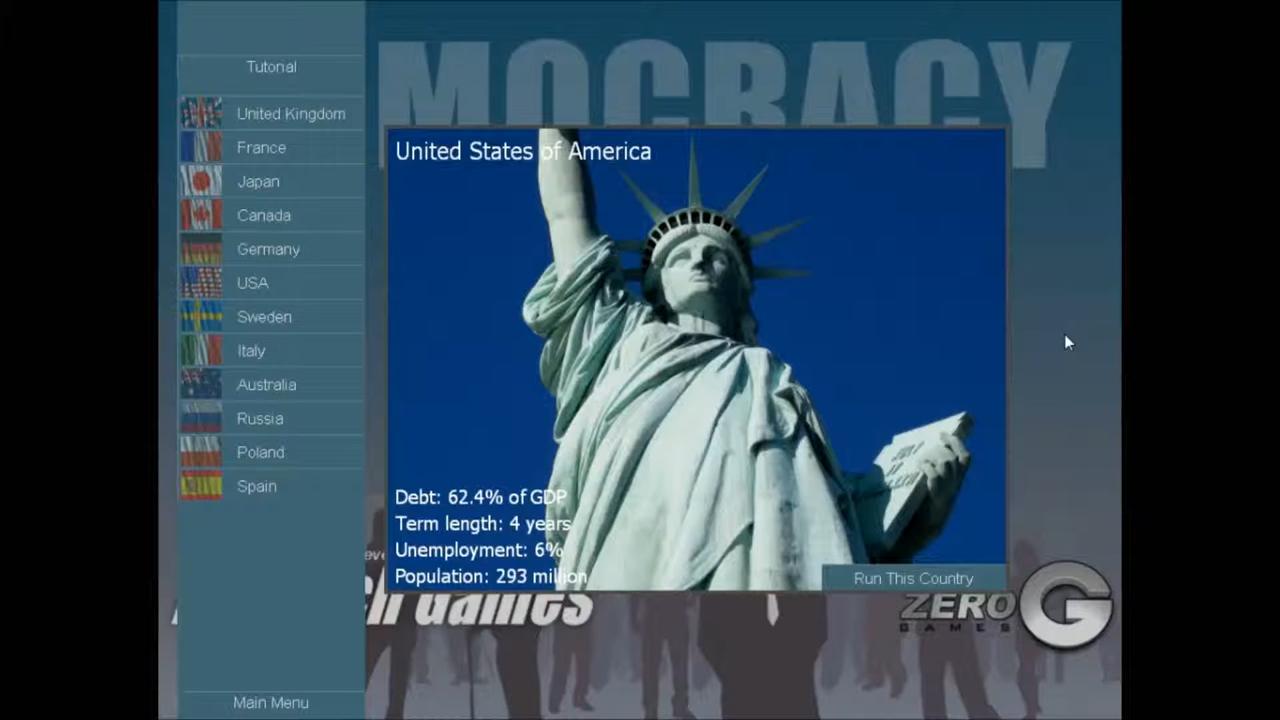 MOCRACY
Tutorial
United Kingdom
France
Japan
Canada
Germany
USA
Sweden
Italy
Australia
Russia
Poland
Spain
Main Menu
United States of America
Debt: 62.4% of GDP
Term length: 4 years
Unemployment: 6%
Population: 293 million
Run This Country
Games
ZERO G
GAMES